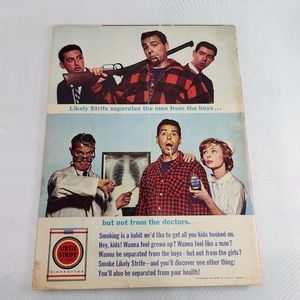 Likely Strife separates the men from the boys...
but not from the doctors.
Smoking is a habit we'd like to get all you kids hooked on.
Hey, kids! Wanna feel grown up? Wanna feel like a man?
Wanna be separated from the boys—but not from the girls?
Smoke Likely Strife—and you'll discover one other thing:
You'll also be separated from your health!
LIKELY
STRIFE
CIGARETTES